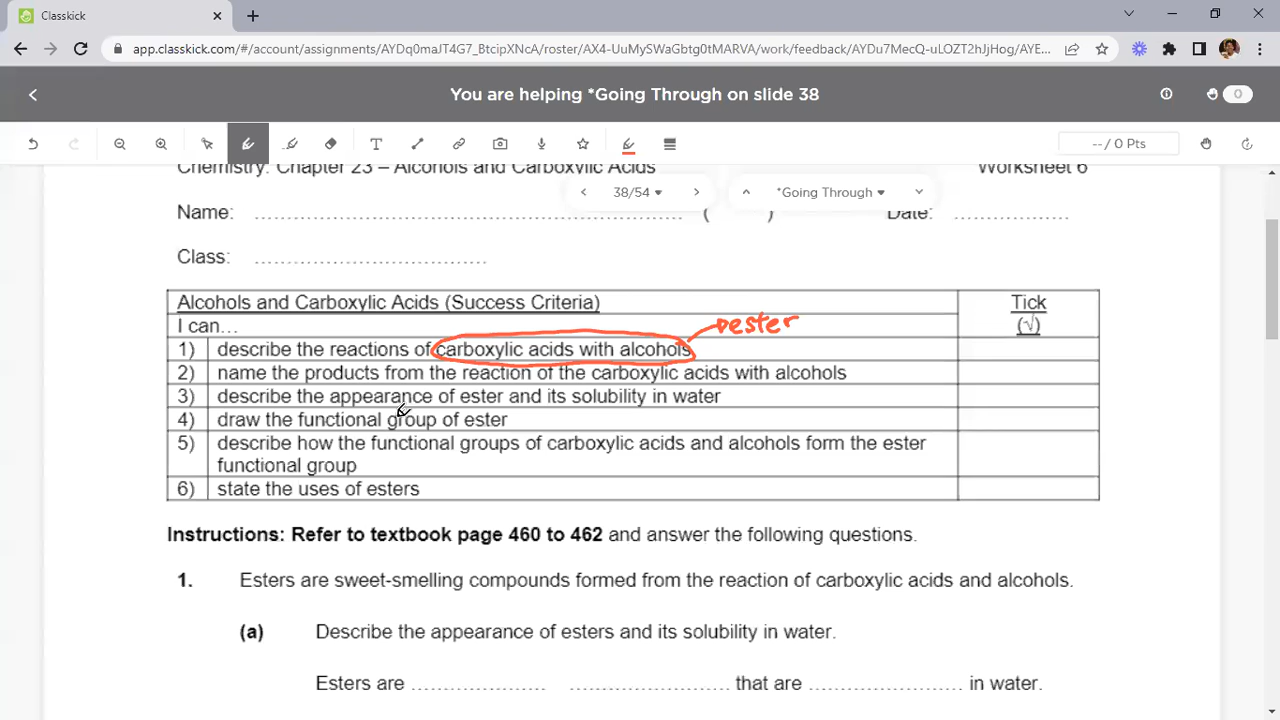 Classkick
app.classkick.com/#/account/assignments/AYDq0maJT4G7_BtcipXNcA/roster/AX4-UuMySWaGbtg0tMARVA/work/feedback/AYDu7MecQ-uLOZT2hJjHog/AYE...
You are helping *Going Through on slide 38
0
-- / 0 Pts
Chemistry: Chapter 23 – Alcohols and Carboxylic Acids Worksheet 6
38/54 *Going Through
Name: ................................................ ( ) Date: ....................
Class: ....................................
Alcohols and Carboxylic Acids (Success Criteria) Tick
I can... (√)
ester
1) describe the reactions of carboxylic acids with alcohols
2) name the products from the reaction of the carboxylic acids with alcohols
3) describe the appearance of ester and its solubility in water
4) draw the functional group of ester
5) describe how the functional groups of carboxylic acids and alcohols form the ester
functional group
6) state the uses of esters
Instructions: Refer to textbook page 460 to 462 and answer the following questions.
1. Esters are sweet-smelling compounds formed from the reaction of carboxylic acids and alcohols.
(a) Describe the appearance of esters and its solubility in water.
Esters are ........................ ............................ that are ........................... in water.